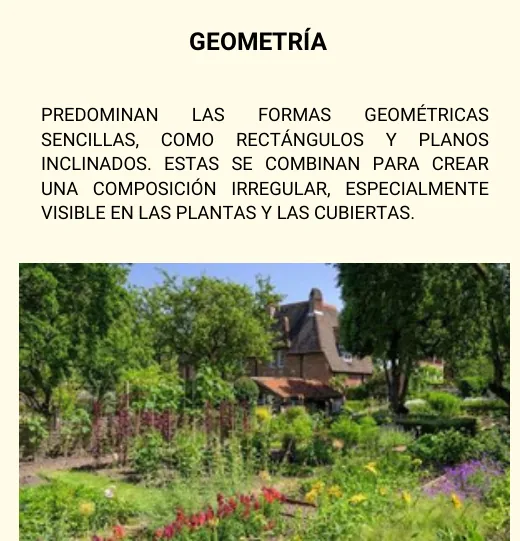 GEOMETRÍA
PREDOMINAN LAS FORMAS GEOMÉTRICAS
SENCILLAS, COMO RECTÁNGULOS Y PLANOS
INCLINADOS. ESTAS SE COMBINAN PARA CREAR
UNA COMPOSICIÓN IRREGULAR, ESPECIALMENTE
VISIBLE EN LAS PLANTAS Y LAS CUBIERTAS.